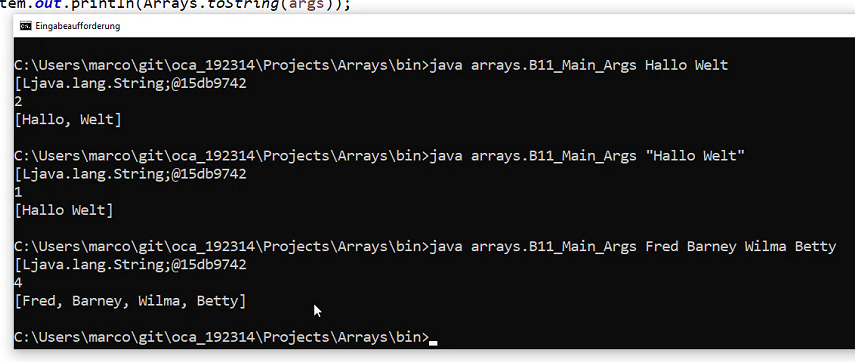 tem.out.println(Arrays.toString(args));
Eingabeaufforderung
C:\Users\marco\git\oca_192314\Projects\Arrays\bin>java arrays.B11_Main_Args Hallo Welt
[Ljava.lang.String;@15db9742
2
[Hallo, Welt]
C:\Users\marco\git\oca_192314\Projects\Arrays\bin>java arrays.B11_Main_Args "Hallo Welt"
[Ljava.lang.String;@15db9742
1
[Hallo Welt]
C:\Users\marco\git\oca_192314\Projects\Arrays\bin>java arrays.B11_Main_Args Fred Barney Wilma Betty
[Ljava.lang.String;@15db9742
4
[Fred, Barney, Wilma, Betty]
C:\Users\marco\git\oca_192314\Projects\Arrays\bin>